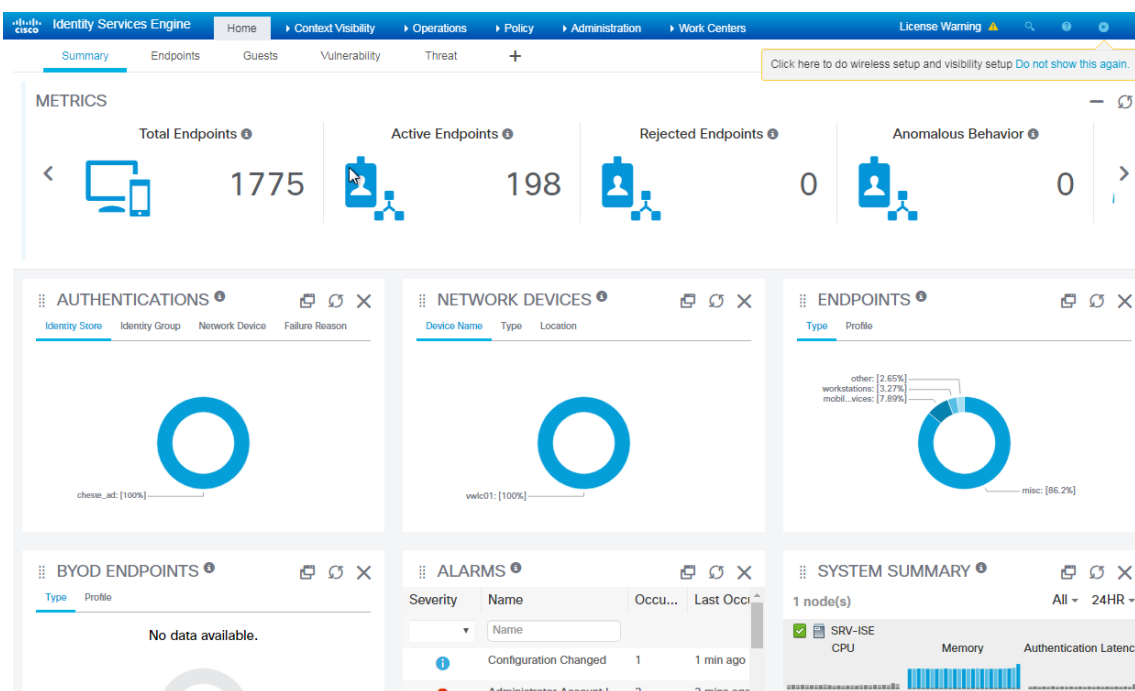 cisco Identity Services Engine Home Context Visibility Operations Policy Administration Work Centers License Warning
Summary Endpoints Guests Vulnerability Threat +
Click here to do wireless setup and visibility setup Do not show this again.
METRICS
Total Endpoints Active Endpoints Rejected Endpoints Anomalous Behavior
1775 198 0 0
AUTHENTICATIONS
Identity Store Identity Group Network Device Failure Reason
cheste_ad: [100%]
NETWORK DEVICES
Device Name Type Location
vwlc01: [100%]
ENDPOINTS
Type Profile
other: [2.65%]
workstations: [3.27%]
mobil...vices: [7.89%]
misc: [86.2%]
BYOD ENDPOINTS
Type Profile
No data available.
ALARMS
Severity Name Occu... Last Occu
Name
Configuration Changed 1 1 min ago
SYSTEM SUMMARY
1 node(s) All 24HR
SRV-ISE
CPU Memory Authentication Latenc